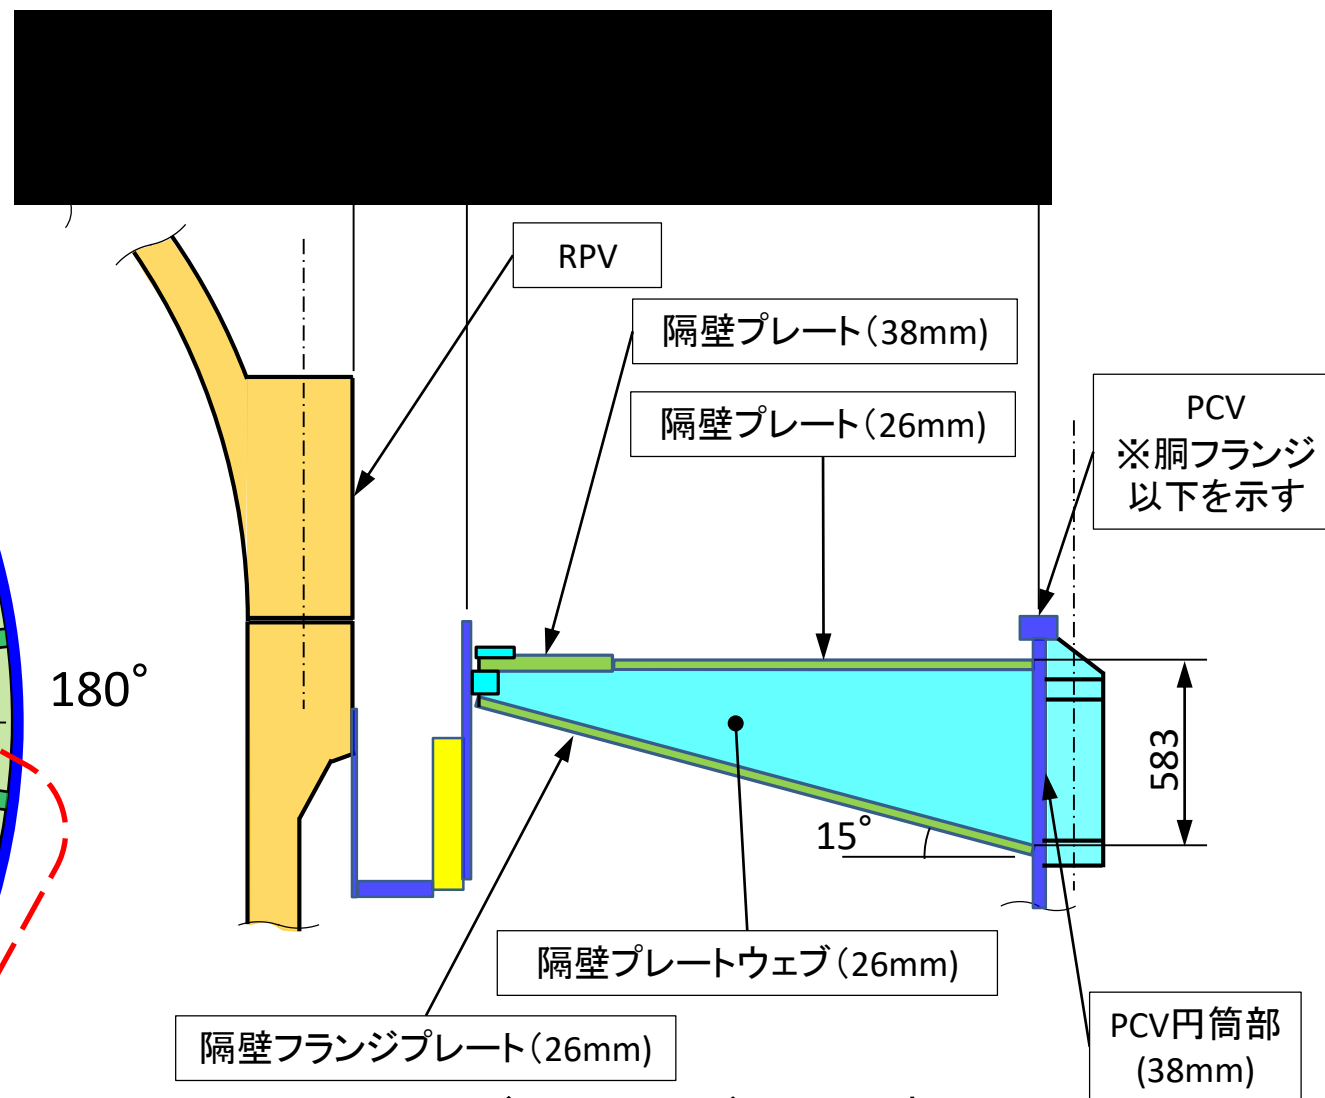 RPV
隔壁プレート（38mm)
隔壁プレート（26mm)
PCV
※胴フランジ
以下を示す
180°
583
15°
隔壁プレートウェブ（26mm)
隔壁フランジプレート（26mm)
PCV円筒部
(38mm)